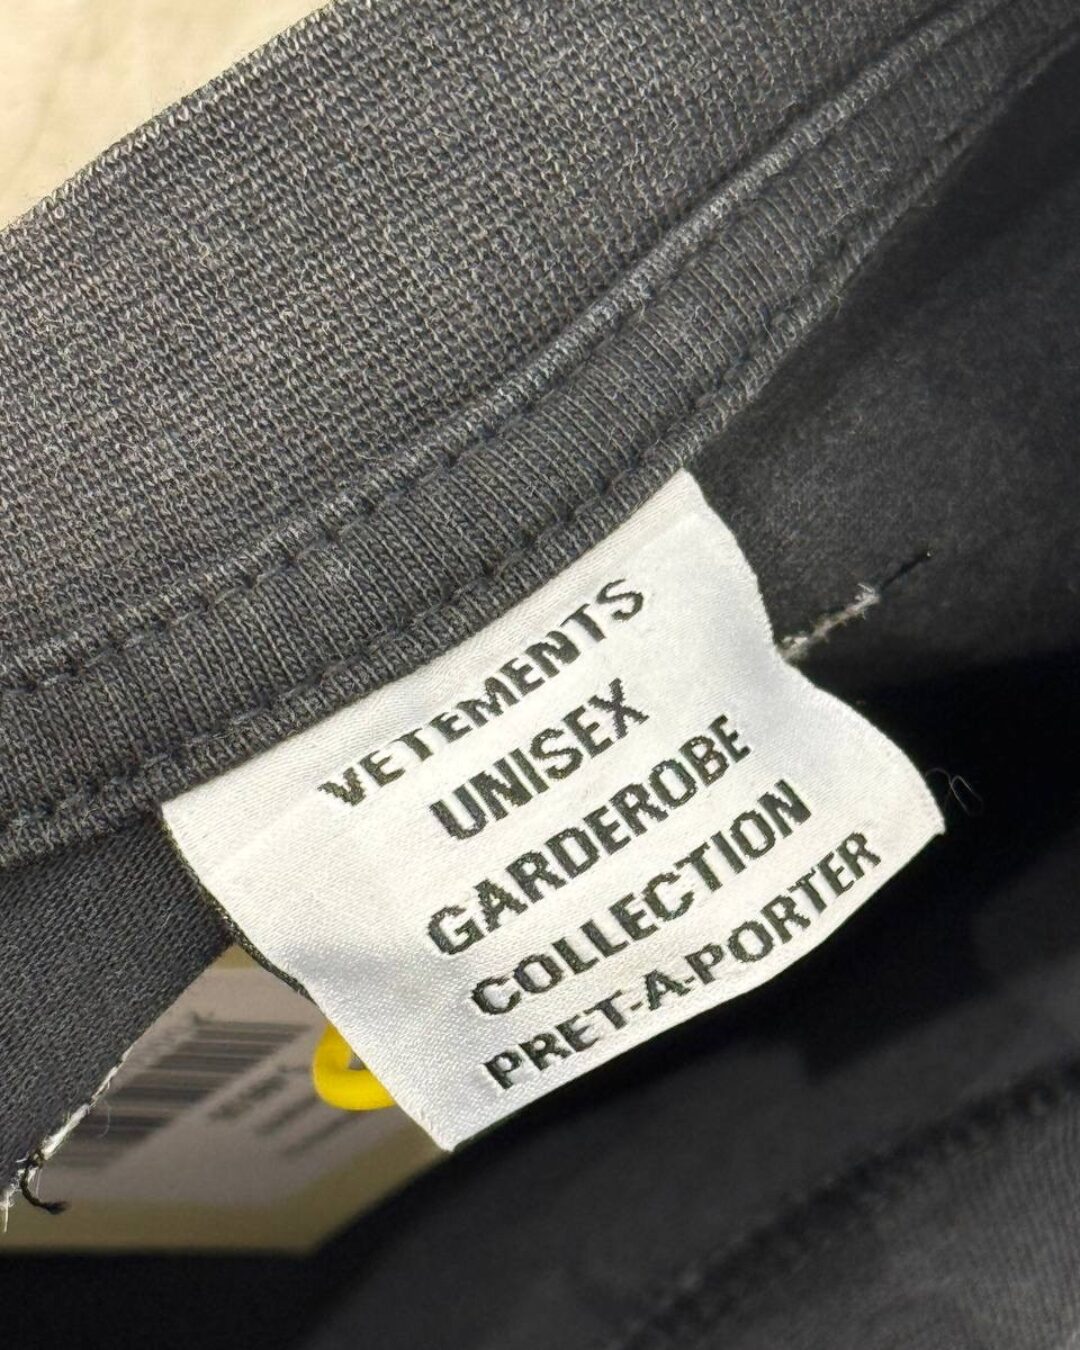 VETEMENTS
UNISEX
GARDEROBE
COLLECTION
PRET-A-PORTER